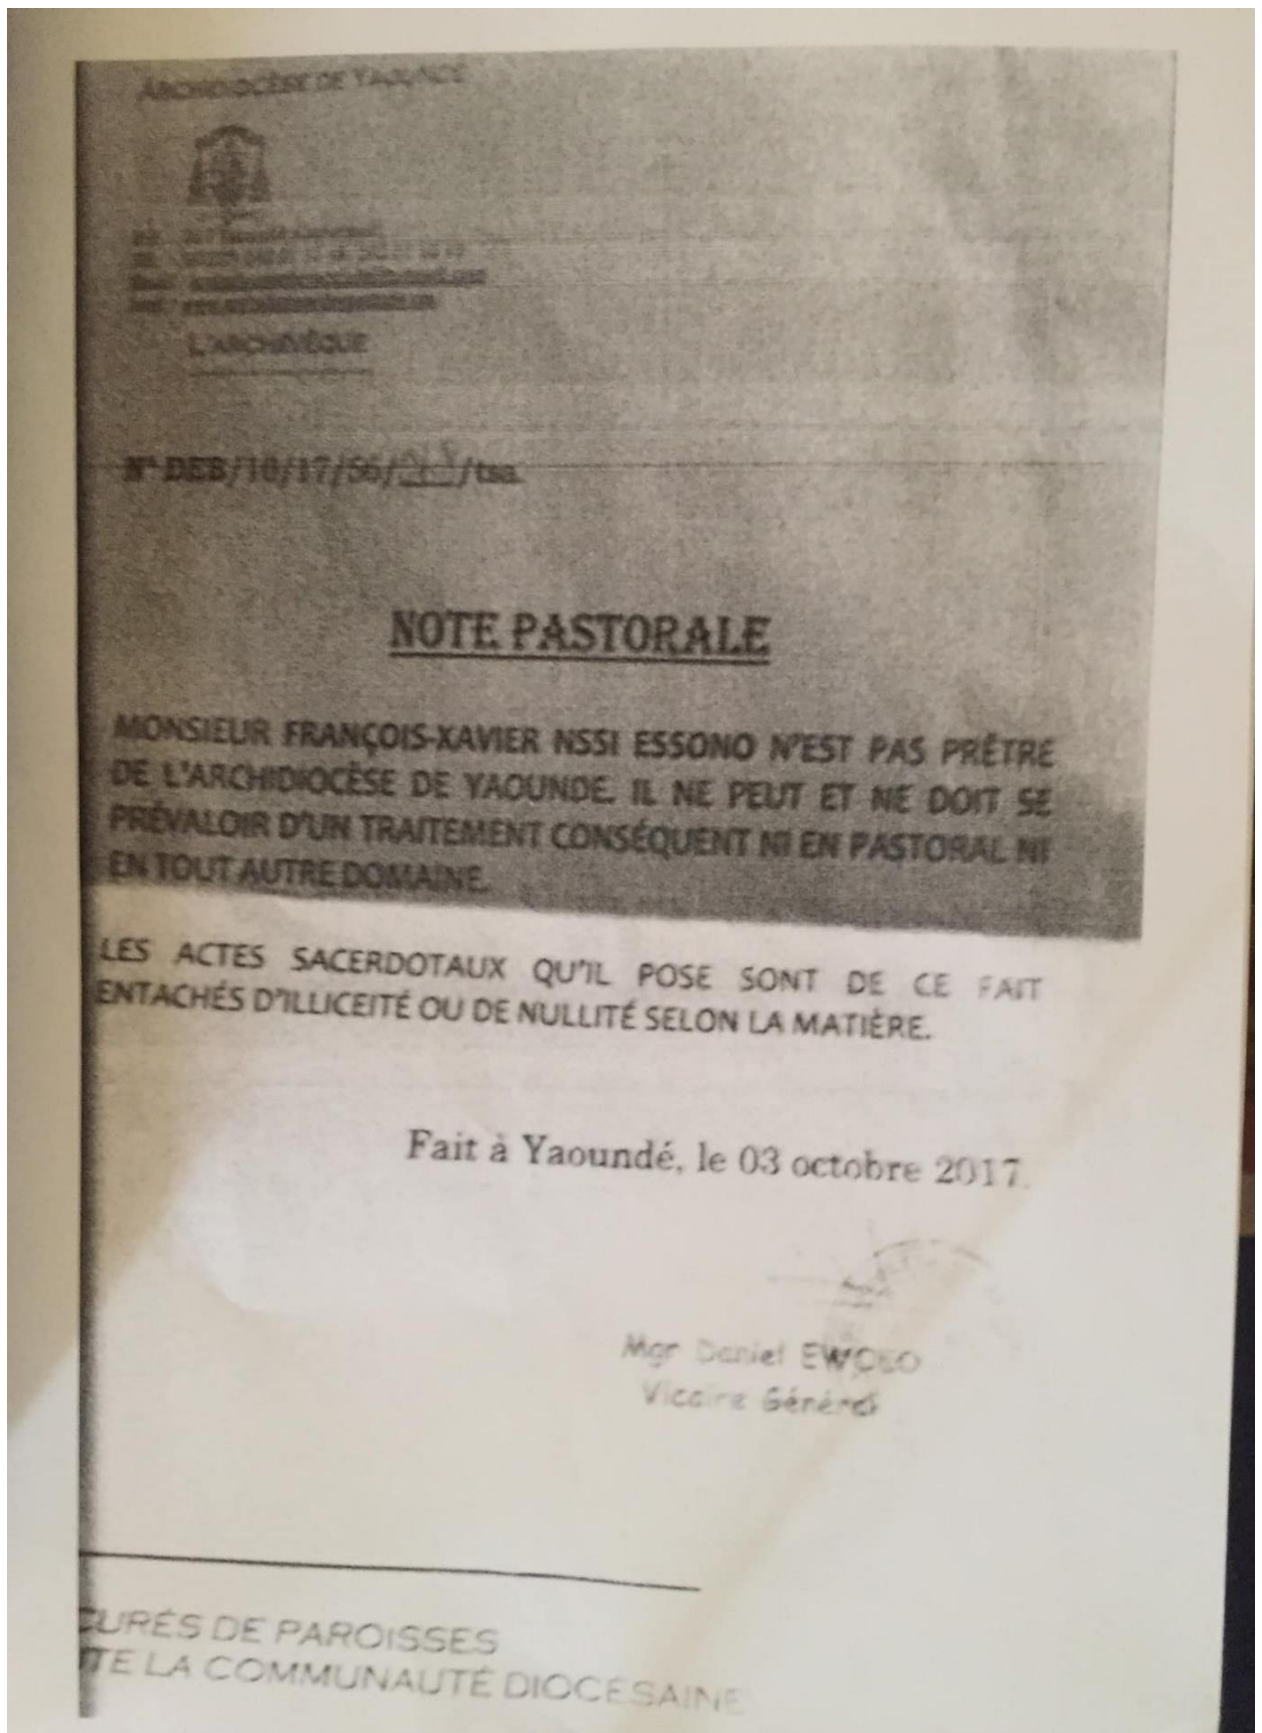 ARCHIDIOCÈSE DE YAOUNDÉ
L'ARCHEVÊQUE
N° DEB/10/17/56/ /tsa
NOTE PASTORALE
MONSIEUR FRANÇOIS-XAVIER NSSI ESSONO N'EST PAS PRÊTRE
DE L'ARCHIDIOCÈSE DE YAOUNDE. IL NE PEUT ET NE DOIT SE
PRÉVALOIR D'UN TRAITEMENT CONSÉQUENT NI EN PASTORAL NI
EN TOUT AUTRE DOMAINE.
LES ACTES SACERDOTAUX QU'IL POSE SONT DE CE FAIT
ENTACHÉS D'ILLICEITÉ OU DE NULLITÉ SELON LA MATIÈRE.
Fait à Yaoundé, le 03 octobre 2017.
Mgr Daniel
Vicaire Général
CURÉS DE PAROISSES
TE LA COMMUNAUTÉ DIOCÉSAINE